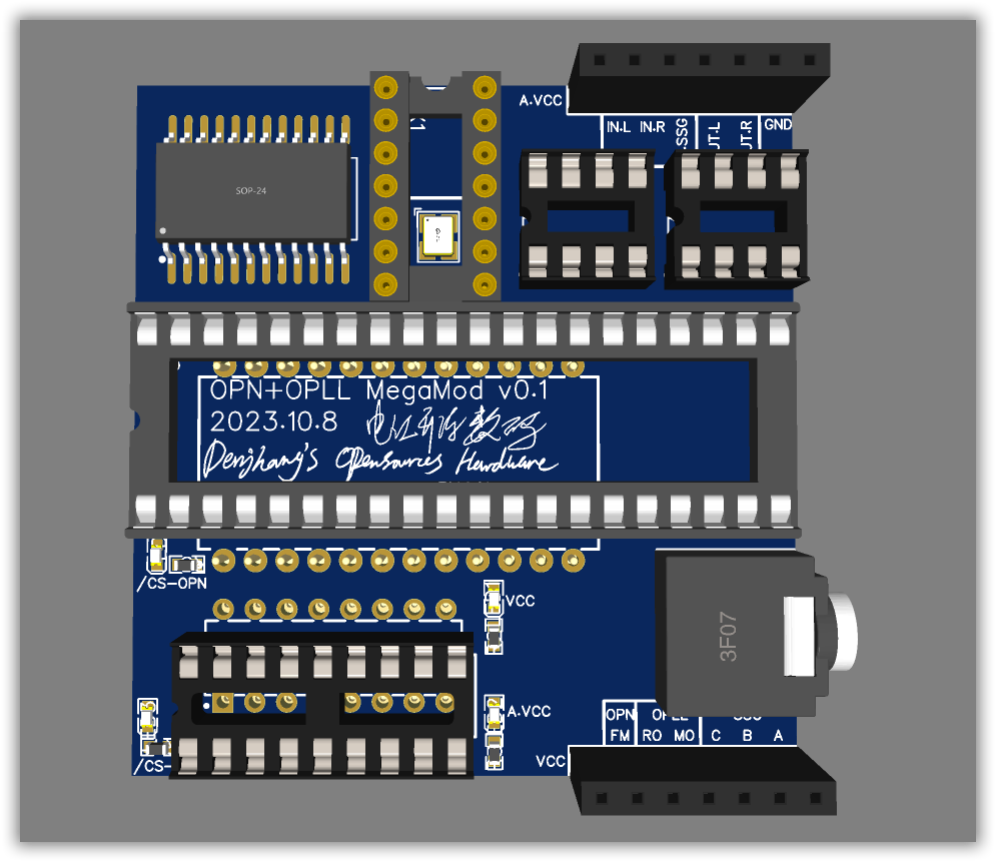 A.VCC
IN.L IN.R .SSG UT.L UT.R GND
SOP-24
OPN+OPLL MegaMod v0.1
2023.10.8
Denjhang's Opensources Hardware
/CS-OPN
VCC
3F07
A.VCC
OPN OPLL SSG
FM RO MO C B A
/CS-
VCC